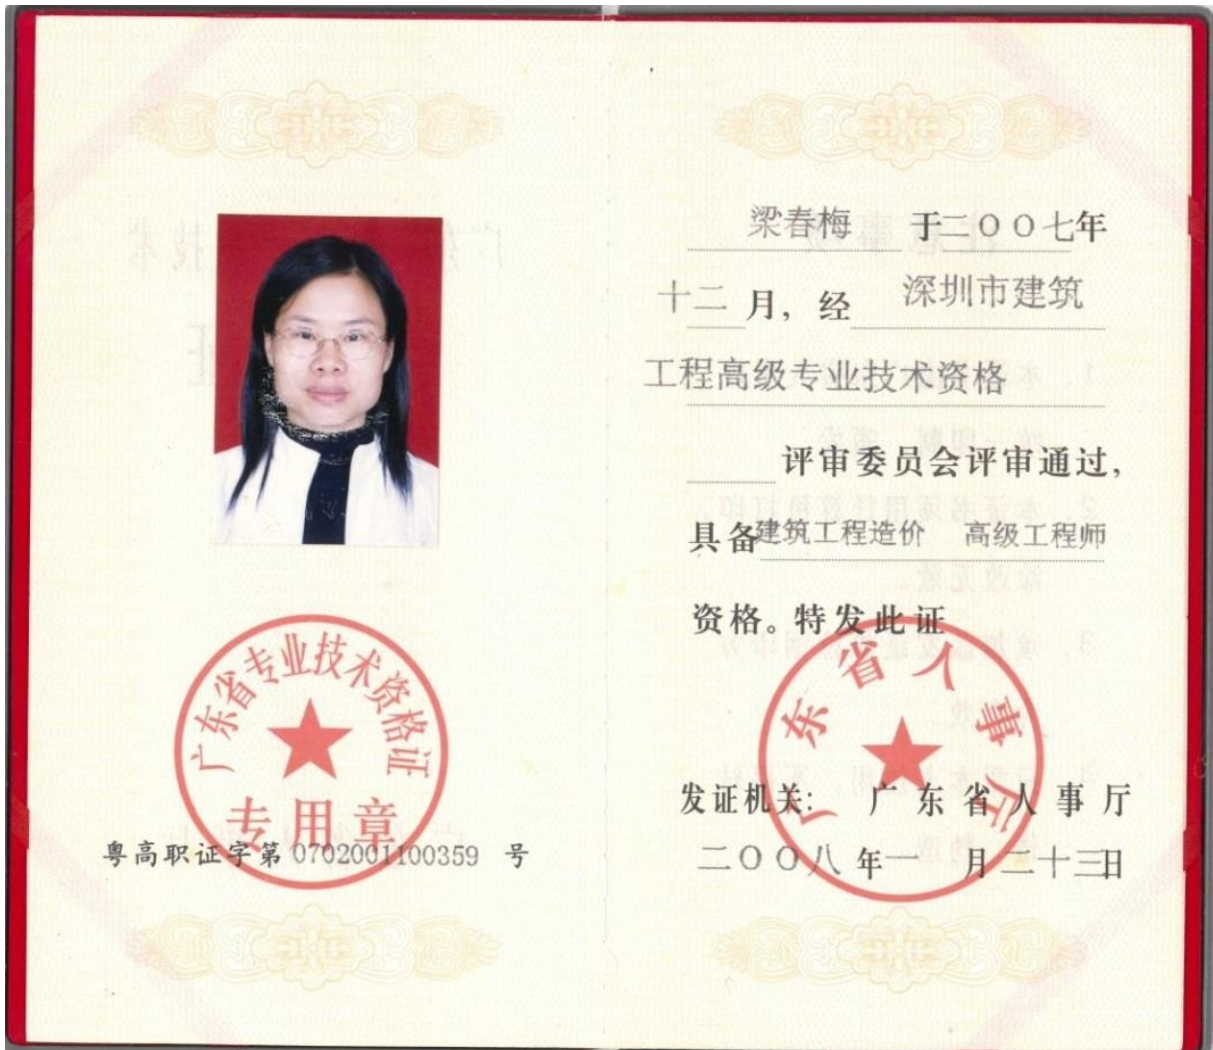 广东省专业技术资格证
专用章
粤高职证字第 0702001100359 号
梁春梅 于二〇〇七年
十二月，经 深圳市建筑
工程高级专业技术资格
评审委员会评审通过，
具备建筑工程造价 高级工程师
资格。特发此证
广东省人事厅
发证机关： 广东省人事厅
二〇〇八年一月二十三日